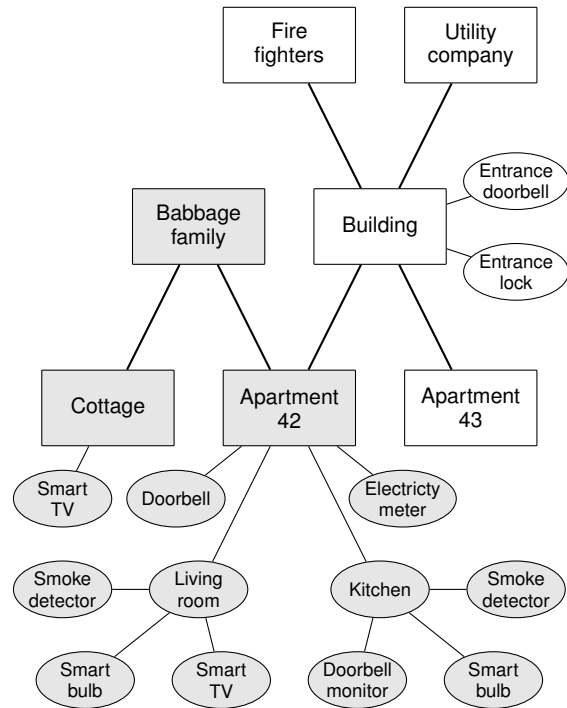 Fire
fighters
Utility
company
Entrance
doorbell
Babbage
family
Building
Entrance
lock
Cottage
Apartment
42
Apartment
43
Smart
TV
Doorbell
Electricty
meter
Smoke
detector
Living
room
Kitchen
Smoke
detector
Smart
bulb
Smart
TV
Doorbell
monitor
Smart
bulb